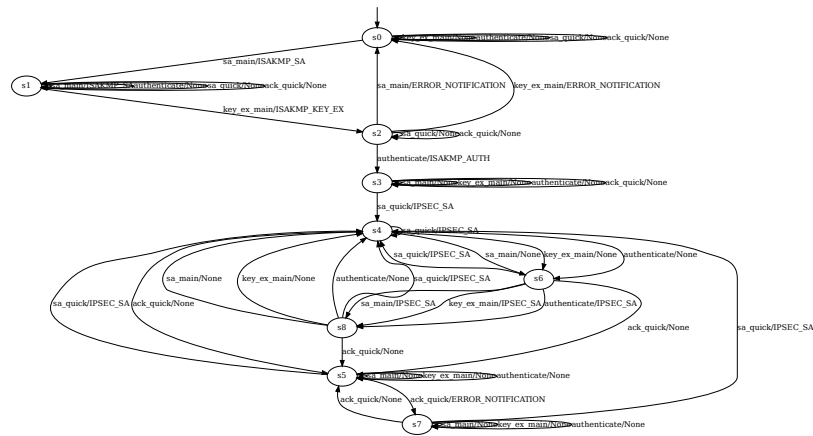 s0
key_ex_main/None
authenticate/None
sa_quick/None
ack_quick/None
sa_main/ISAKMP_SA
s1
sa_main/ISAKMP_SA
authenticate/None
sa_quick/None
ack_quick/None
sa_main/ERROR_NOTIFICATION
key_ex_main/ERROR_NOTIFICATION
key_ex_main/ISAKMP_KEY_EX
s2
sa_quick/None
ack_quick/None
authenticate/ISAKMP_AUTH
s3
sa_main/None
key_ex_main/None
authenticate/None
ack_quick/None
sa_quick/IPSEC_SA
s4
sa_quick/IPSEC_SA
sa_quick/IPSEC_SA
sa_main/None
key_ex_main/None
authenticate/None
sa_main/None
key_ex_main/None
authenticate/None
sa_quick/IPSEC_SA
s6
sa_quick/IPSEC_SA
ack_quick/None
sa_main/IPSEC_SA
key_ex_main/IPSEC_SA
authenticate/IPSEC_SA
s8
ack_quick/None
sa_quick/IPSEC_SA
ack_quick/None
s5
sa_main/None
key_ex_main/None
authenticate/None
ack_quick/None
ack_quick/ERROR_NOTIFICATION
s7
sa_main/None
key_ex_main/None
authenticate/None